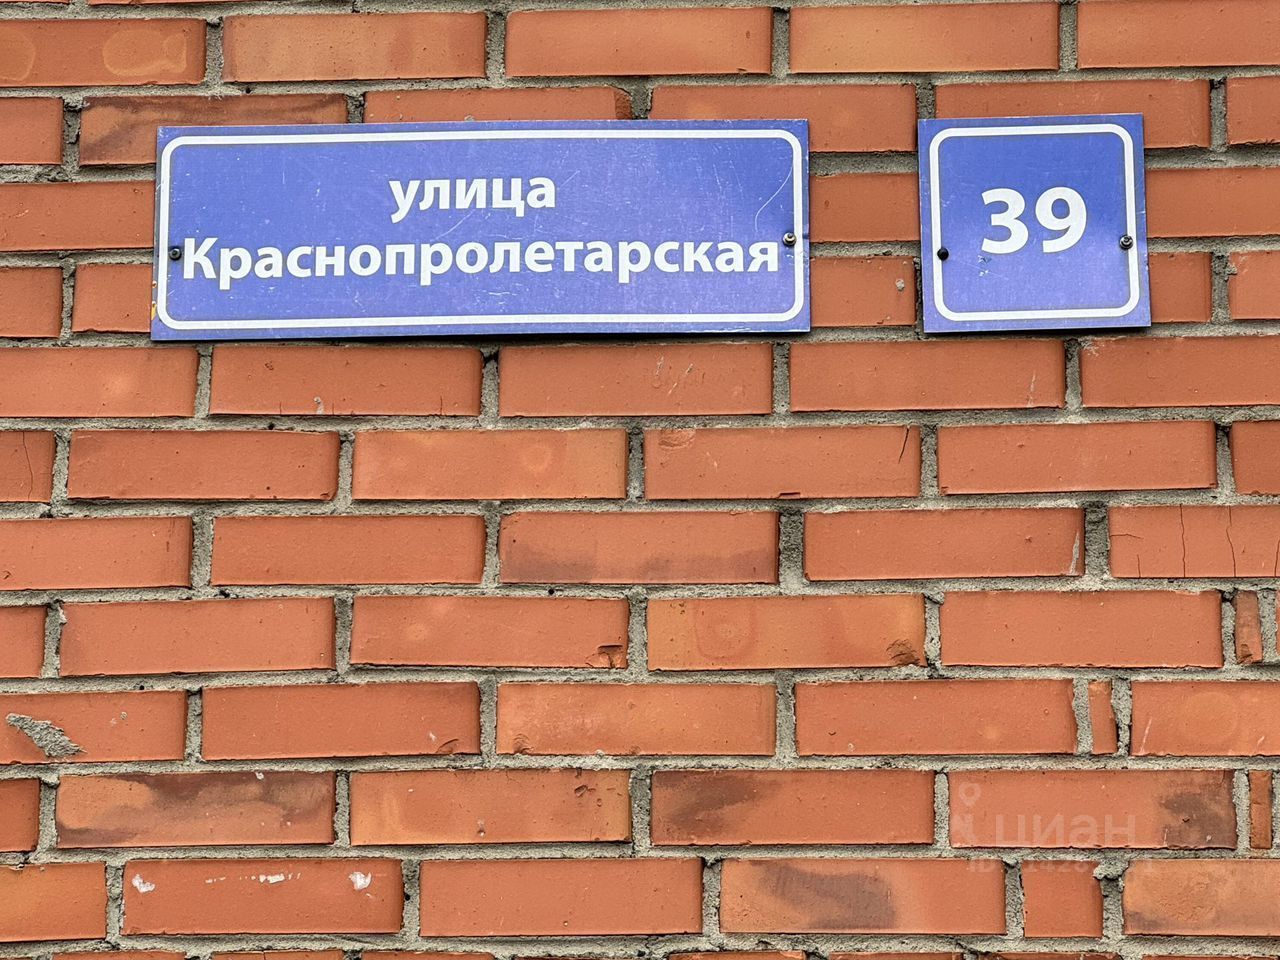 улица
Краснопролетарская
39
циан